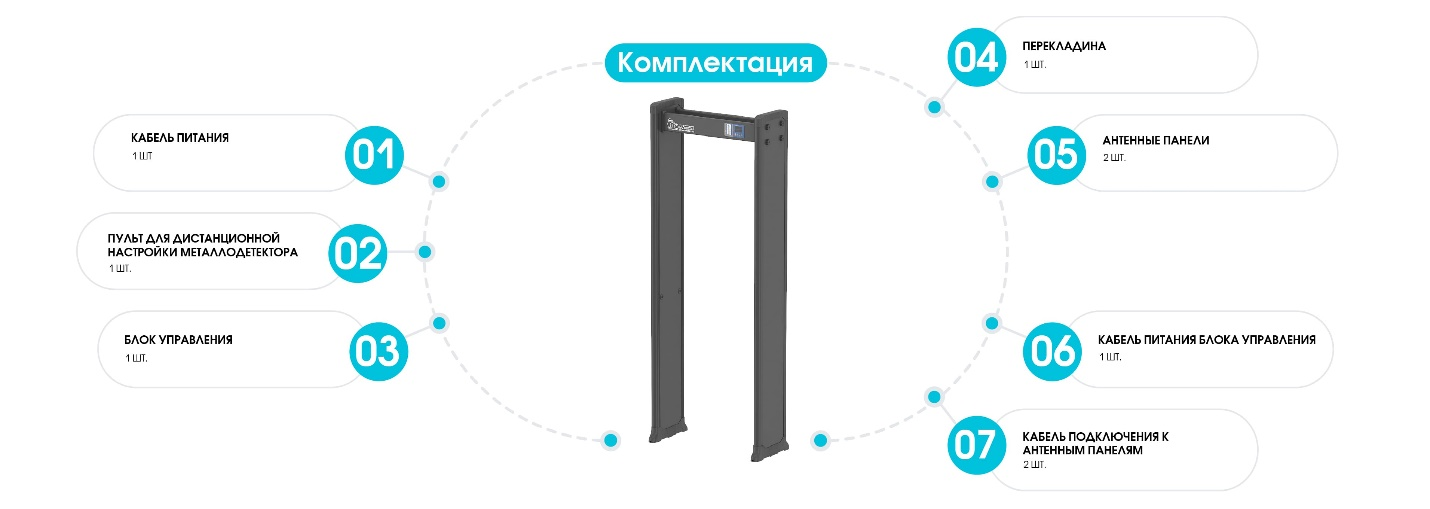 Комплектация
01
КАБЕЛЬ ПИТАНИЯ
1 ШТ
02
ПУЛЬТ ДЛЯ ДИСТАНЦИОННОЙ
НАСТРОЙКИ МЕТАЛЛОДЕТЕКТОРА
1 ШТ.
03
БЛОК УПРАВЛЕНИЯ
1 ШТ.
04
ПЕРЕКЛАДИНА
1 ШТ.
05
АНТЕННЫЕ ПАНЕЛИ
2 ШТ.
06
КАБЕЛЬ ПИТАНИЯ БЛОКА УПРАВЛЕНИЯ
1 ШТ.
07
КАБЕЛЬ ПОДКЛЮЧЕНИЯ К
АНТЕННЫМ ПАНЕЛЯМ
2 ШТ.